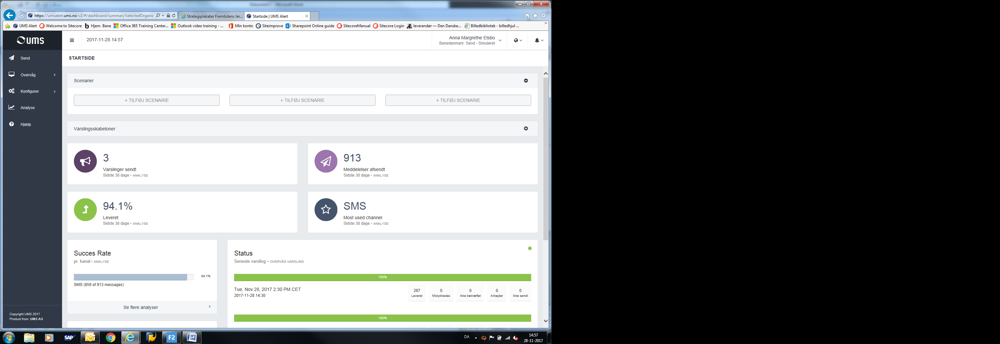 https://umsalert.ums.no/v2/#/dashboard/summary?selectedOrganiz
Strategiplakater Fremtidens Jer...
Startside | UMS Alert
UMS Alert
Welcome to Sitecore
Hjem Bane
Office 365 Training Center...
Outlook video training - ...
Min konto
Siteimprove
Sharepoint Online guide
SitecoreManual
Sitecore Login
leverandør — Den Danske...
Billedbibliotek - billedhjul ...
UMS
2017-11-28 14:57
Anna Margrethe Elsbo
Banedanmark: Send - Simuleret
Send
Overvåg
Konfigurer
Analyse
Hjælp
STARTSIDE
Scenarier
+ TILFØJ SCENARIE
+ TILFØJ SCENARIE
+ TILFØJ SCENARIE
Varslingsskabeloner
3
Varslinger sendt
Sidste 30 dage • ANALYSE
913
Meddelelser afsendt
Sidste 30 dage • ANALYSE
94.1%
Leveret
Sidste 30 dage • ANALYSE
SMS
Most used channel
Sidste 30 dage • ANALYSE
Succes Rate
pr. kanal • ANALYSE
94.1%
SMS (859 of 913 messages)
Se flere analyser
Status
Seneste varsling • OVERVÅG VARSLING
100%
Tue, Nov 28, 2017 2:30 PM CET
2017-11-28 14:30
287
Leveret
0
Mislykkedes
0
Ikke bekræftet
0
Arbejder
0
Ikke sendt
100%
Copyright UMS 2017
Product from: UMS AS
SAP
F2
DA
14:57
28-11-2017